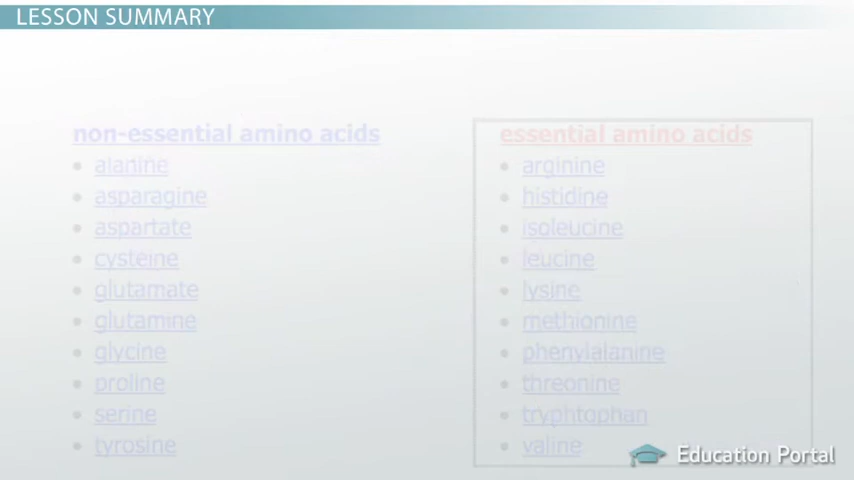 LESSON SUMMARY
non-essential amino acids
• alanine
• asparagine
• aspartate
• cysteine
• glutamate
• glutamine
• glycine
• proline
• serine
• tyrosine
essential amino acids
• arginine
• histidine
• isoleucine
• leucine
• lysine
• methionine
• phenylalanine
• threonine
• tryphtophan
• valine
Education Portal